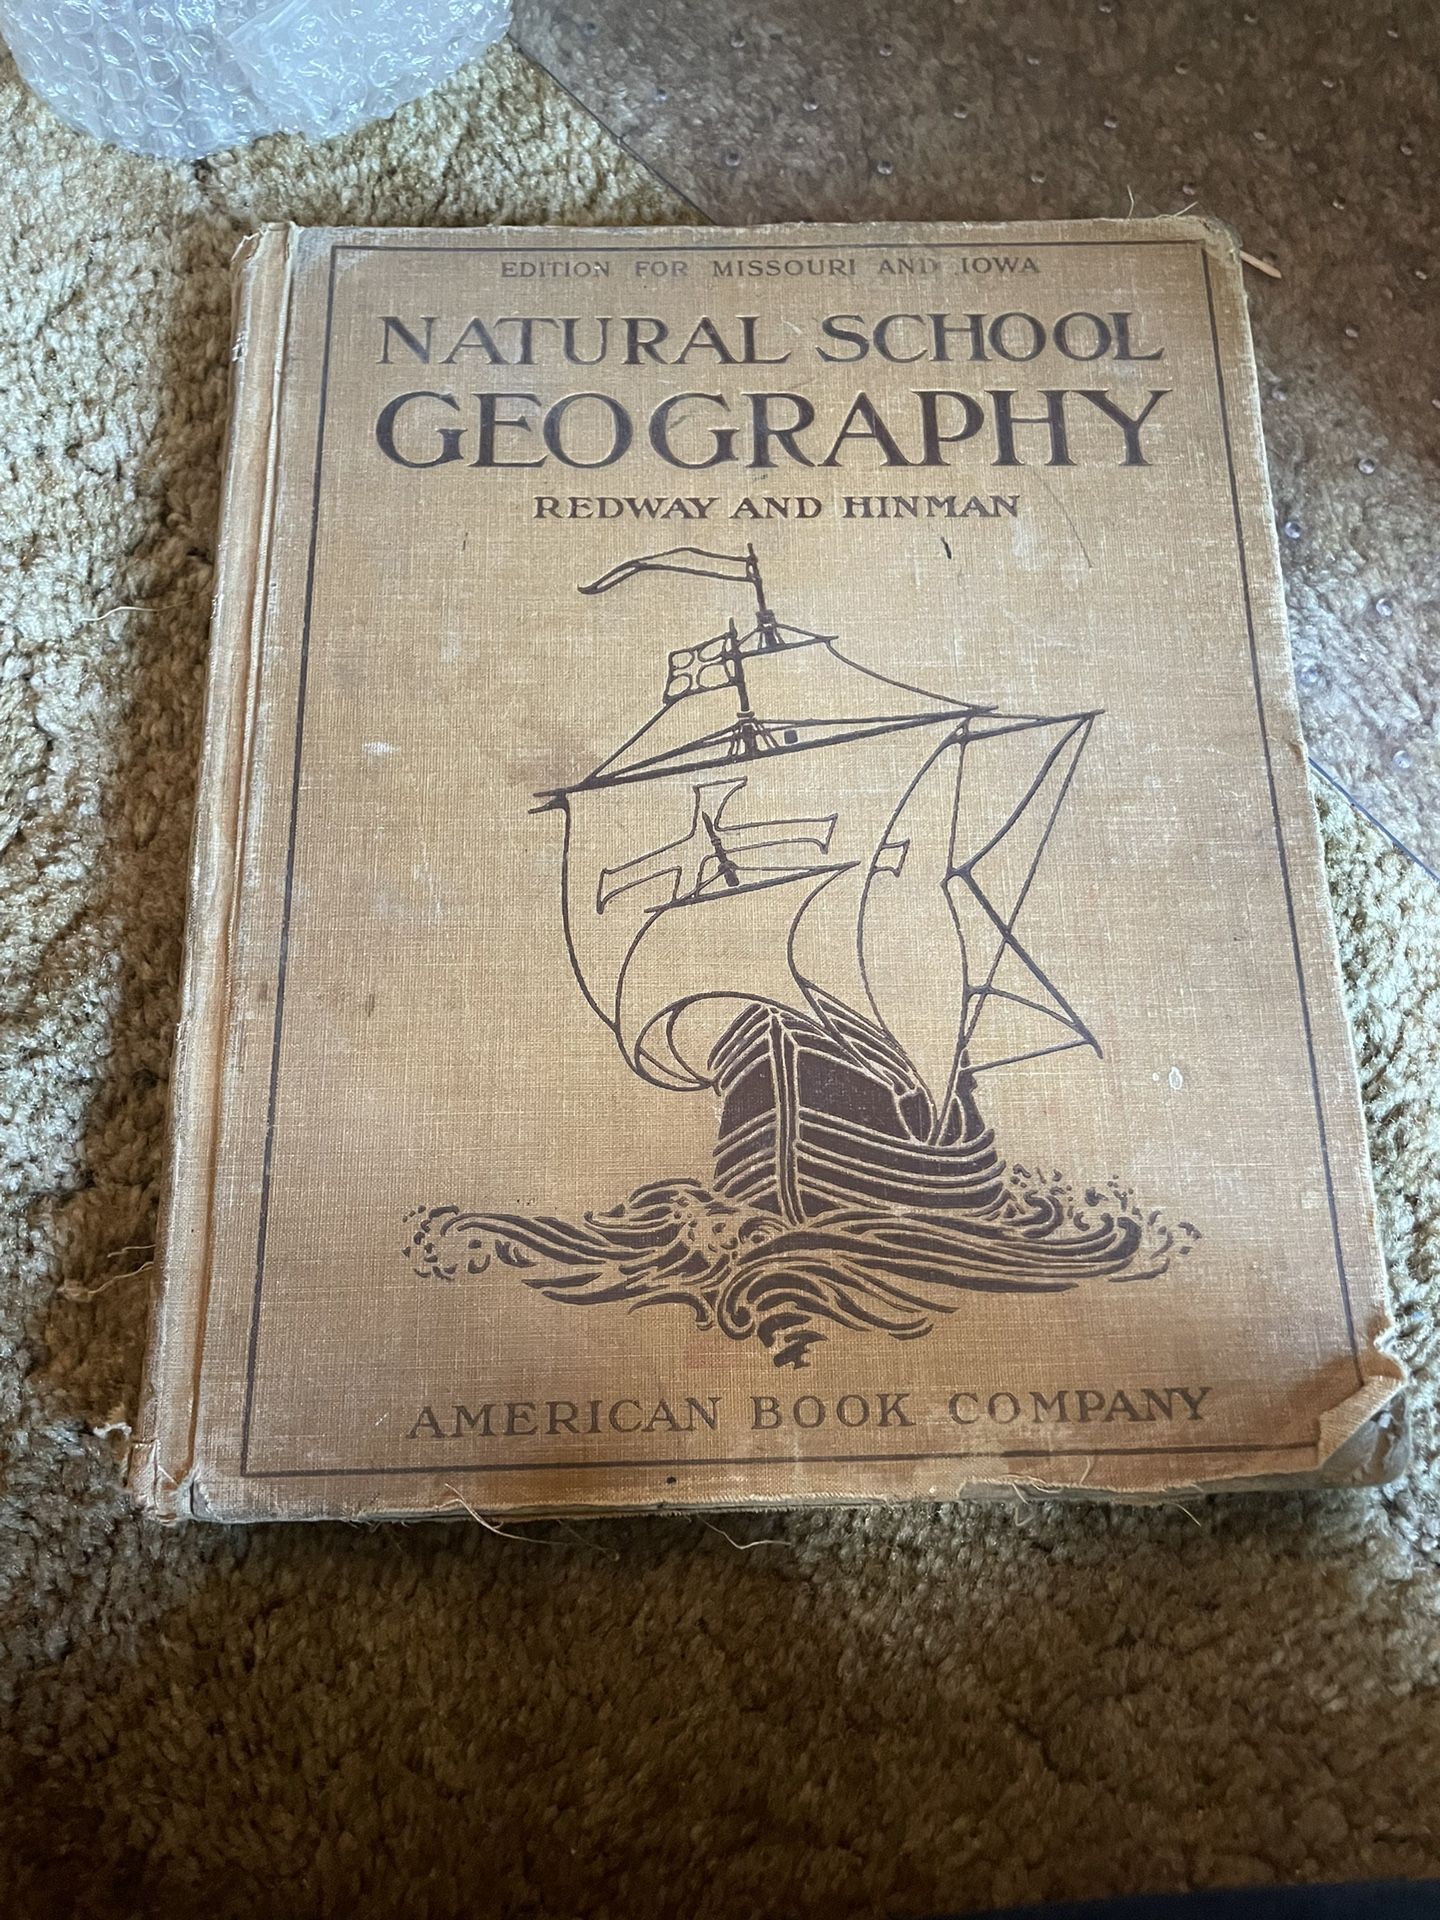 EDITION FOR MISSOURI AND IOWA
NATURAL SCHOOL
GEOGRAPHY
REDWAY AND HINMAN
AMERICAN BOOK COMPANY